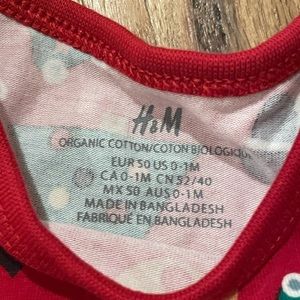 H&M
ORGANIC COTTON/COTON BIOLOGIQUE
EUR 50 US 0-1M
CA 0-1M CN 52/40
MX 50 AUS 0-1M
MADE IN BANGLADESH
FABRIQUÉ EN BANGLADESH